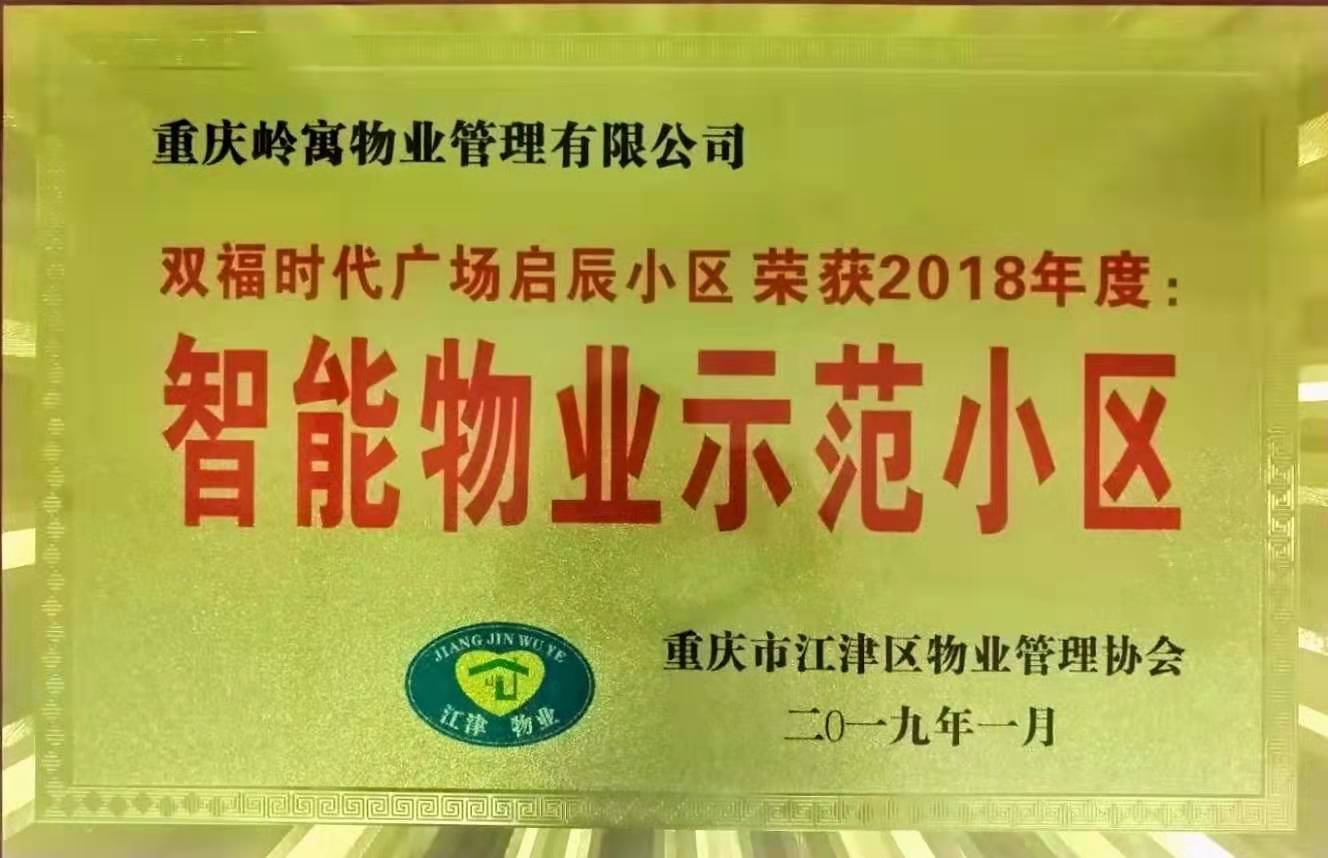 重庆岭寓物业管理有限公司
双福时代广场启辰小区 荣获2018年度:
智能物业示范小区
JIANG JIN WU YE
江津 物业
重庆市江津区物业管理协会
二〇一九年一月